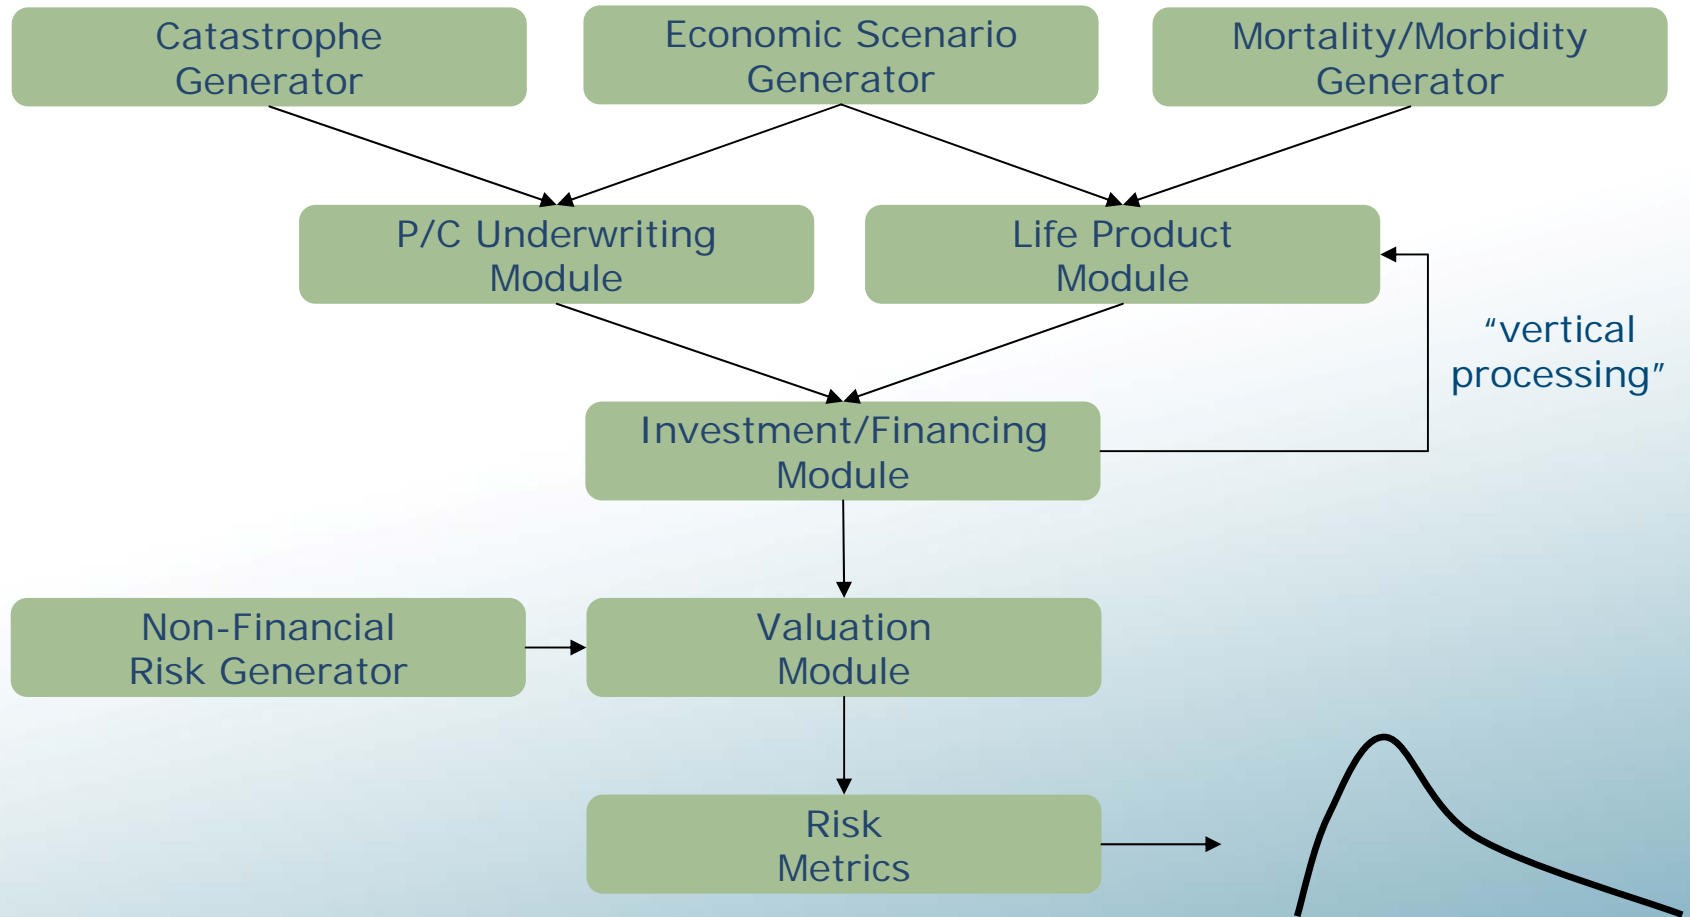 Catastrophe
Generator
Economic Scenario
Generator
Mortality/Morbidity
Generator
P/C Underwriting
Module
Life Product
Module
“vertical
processing”
Investment/Financing
Module
Non-Financial
Risk Generator
Valuation
Module
Risk
Metrics